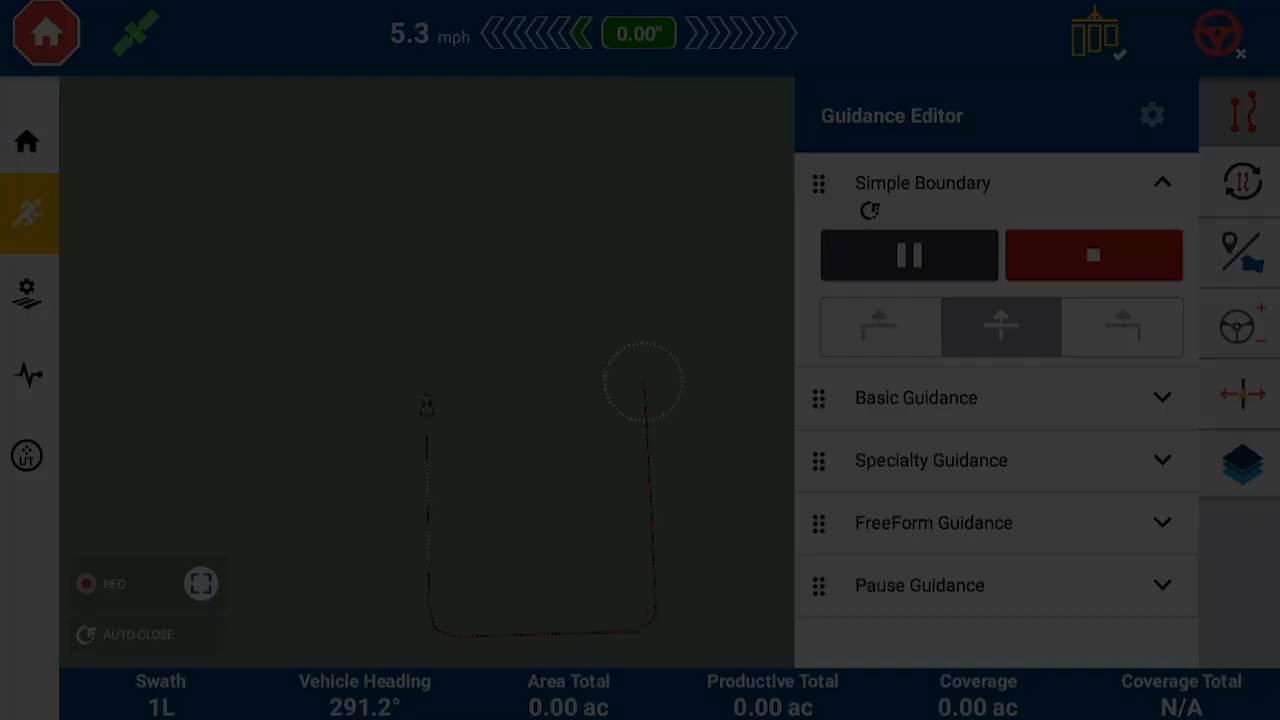 5.3 mph
0.00"
Guidance Editor
Simple Boundary
Basic Guidance
Specialty Guidance
FreeForm Guidance
Pause Guidance
UT
REC
AUTO CLOSE
Swath
1L
Vehicle Heading
291.2°
Area Total
0.00 ac
Productive Total
0.00 ac
Coverage
0.00 ac
Coverage Total
N/A